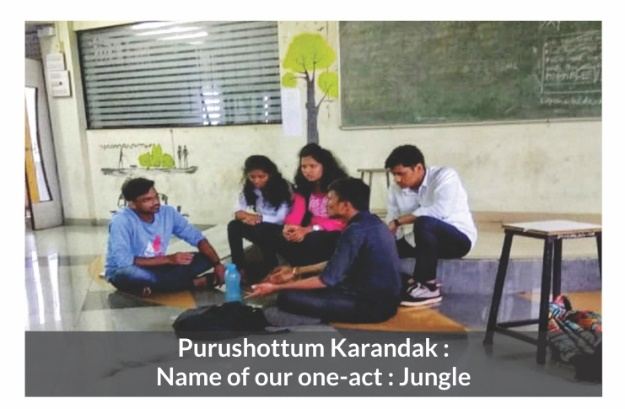 Purushottum Karandak :
Name of our one-act : Jungle